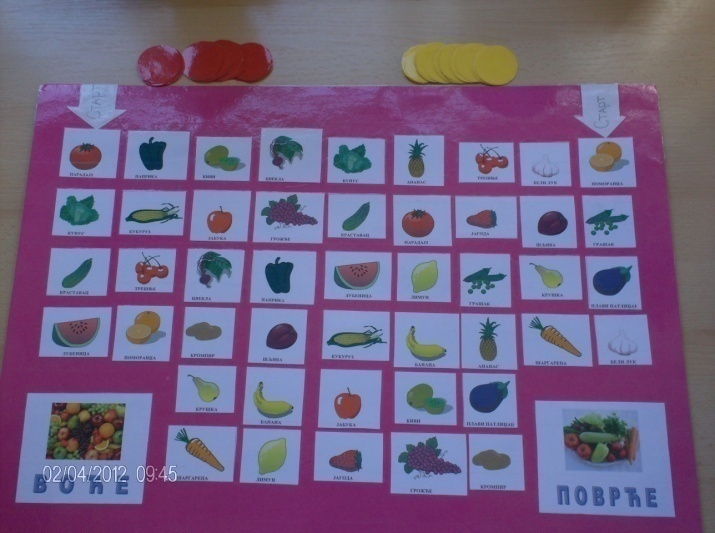 СТАРТ СТАРТ
ПАРАДАЈЗ ПАПРИКА КИВИ ЦВЕКЛА КУПУС АНАНАС ТРЕШЊЕ БЕЛИ ЛУК ПОМОРАНЏА
КУПУС КУКУРУЗ ЈАБУКА ГРОЖЂЕ КРАСТАВАЦ ПАРАДАЈЗ ЈАГОДА ШЉИВА ГРАШАК
КРАСТАВАЦ ТРЕШЊЕ ЦВЕКЛА ПАПРИКА ЛУБЕНИЦА ЛИМУН ГРАШАК КРУШКА ПЛАВИ ПАТЛИЏАН
ЛУБЕНИЦА ПОМОРАНЏА КРОМПИР ШЉИВА КУКУРУЗ БАНАНА АНАНАС ШАРГАРЕПА БЕЛИ ЛУК
КРУШКА БАНАНА ЈАБУКА КИВИ ПЛАВИ ПАТЛИЏАН
ШАРГАРЕПА ЛИМУН ЈАГОДА ГРОЖЂЕ КРОМПИР
02/04/2012 09:45
ВОЋЕ
ПОВРЋЕ